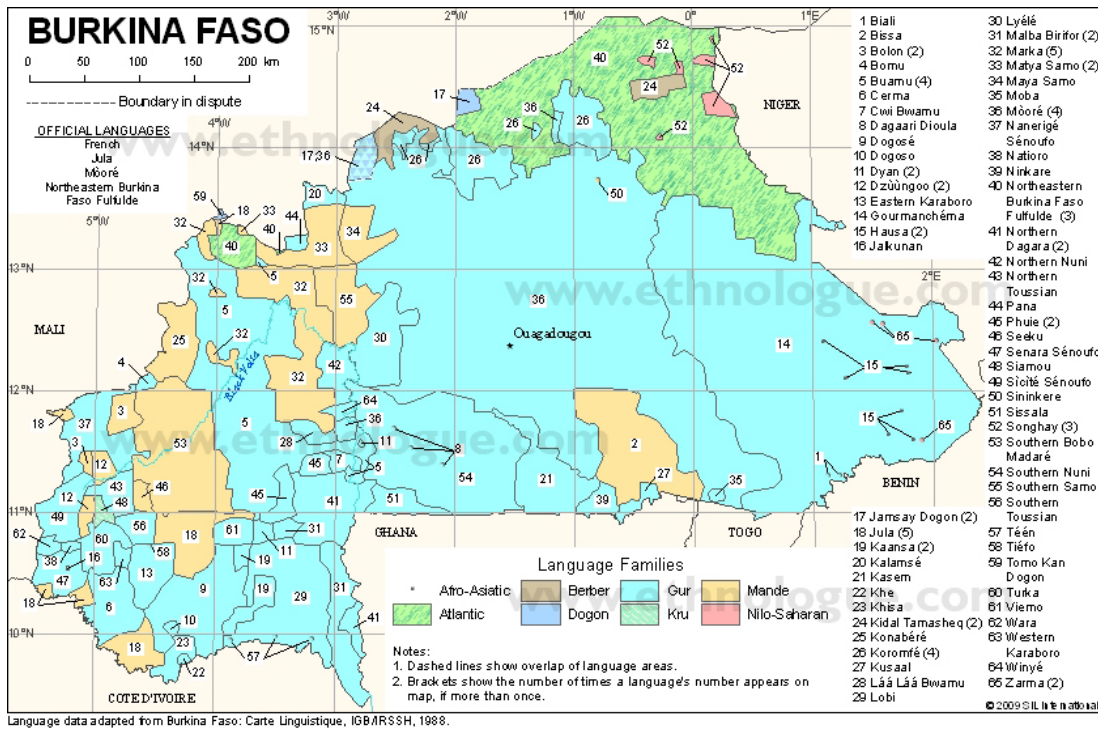 BURKINA FASO
0 50 100 150 200 km
Boundary in dispute
OFFICIAL LANGUAGES
French
Jula
Mòoré
Northeastern Burkina
Faso Fulfulde
www.ethnologue.com
www.ethnologue.com
www.ethnologue.com
www.ethnologue.com
3°W
2°W
1°W
0
15°N
4°W
14°N
5°W
13°N
1°E
2°E
12°N
11°N
10°N
NIGER
MALI
Ouagadougou
Black Volta
BENIN
GHANA
TOGO
COTE D'IVOIRE
1 Biali
2 Bissa
3 Bolon (2)
4 Bomu
5 Buamu (4)
6 Cerma
7 Cwi Bwamu
8 Dagaari Dioula
9 Dogosé
10 Dogoso
11 Dyan (2)
12 Dzùùngoo (2)
13 Eastern Karaboro
14 Gourmanchéma
15 Hausa (2)
16 Jalkunan
17 Jamsay Dogon (2)
18 Jula (5)
19 Kaansa (2)
20 Kalamsé
21 Kasem
22 Khe
23 Khisa
24 Kidal Tamasheq (2)
25 Konabéré
26 Koromfé (4)
27 Kusaal
28 Láá Láá Bwamu
29 Lobi
30 Lyélé
31 Malba Birifor (2)
32 Marka (5)
33 Matya Samo (2)
34 Maya Samo
35 Moba
36 Mòoré (4)
37 Nanerigé
Sénoufo
38 Natioro
39 Ninkare
40 Northeastern
Burkina Faso
Fulfulde (3)
41 Northern
Dagara (2)
42 Northern Nuni
43 Northern
Toussian
44 Pana
45 Phuie (2)
46 Seeku
47 Senara Sénoufo
48 Siamou
49 Sìcìté Sénoufo
50 Sininkere
51 Sissala
52 Songhay (3)
53 Southern Bobo
Madaré
54 Southern Nuni
55 Southern Samo
56 Southern
Toussian
57 Téén
58 Tiéfo
59 Tomo Kan
Dogon
60 Turka
61 Viemo
62 Wara
63 Western
Karaboro
64 Winyé
65 Zarma (2)
Language Families
Afro-Asiatic
Berber
Gur
Mande
Atlantic
Dogon
Kru
Nilo-Saharan
Notes:
1. Dashed lines show overlap of language areas.
2. Brackets show the number of times a language's number appears on
map, if more than once.
© 2009 SIL International
Language data adapted from Burkina Faso: Carte Linguistique, IGB/IRSSH, 1988.